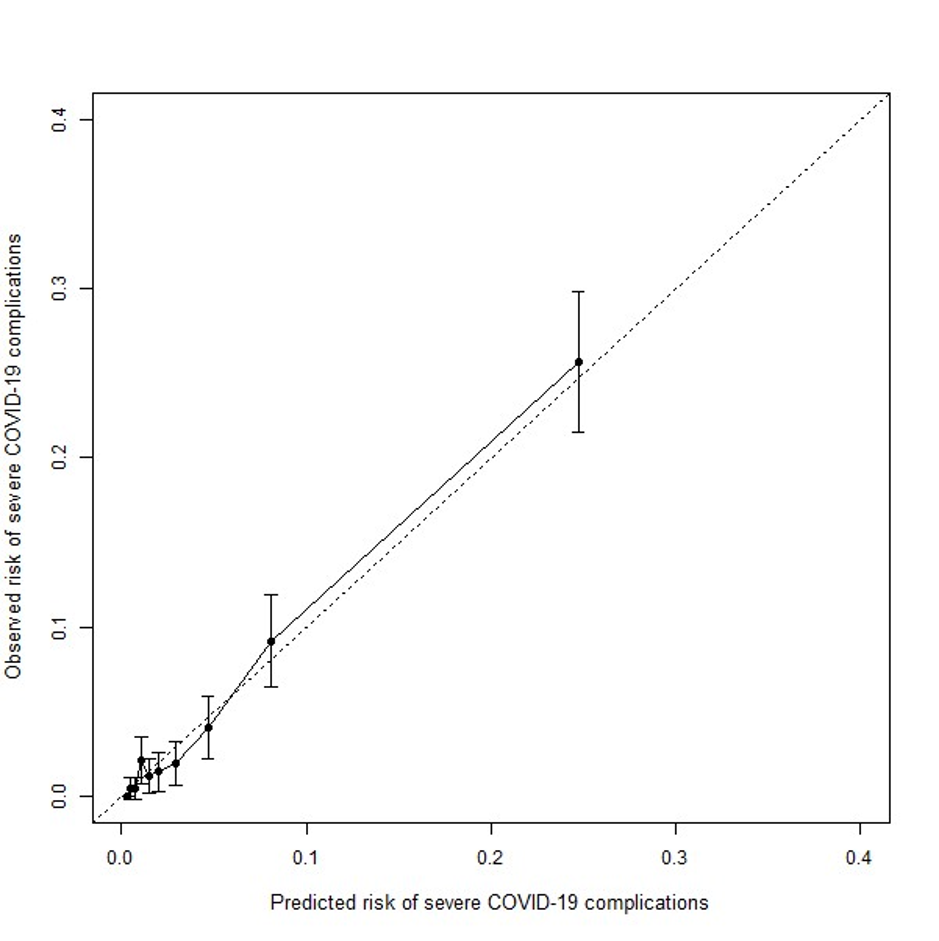 0.4
0.3
0.2
0.1
0.0
Observed risk of severe COVID-19 complications
0.0 0.1 0.2 0.3 0.4
Predicted risk of severe COVID-19 complications